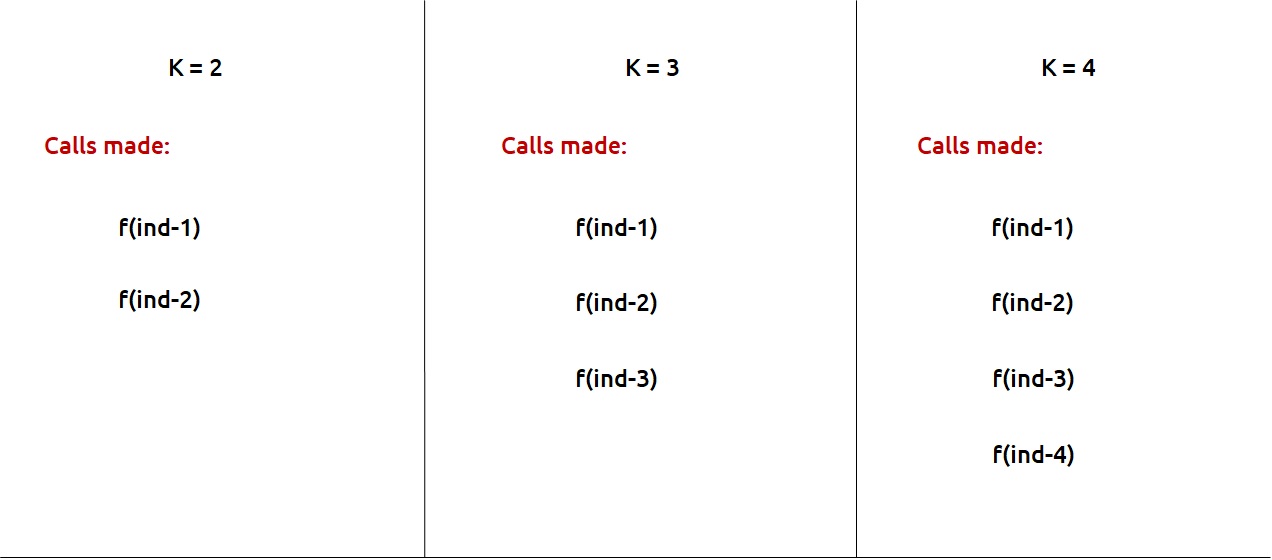 K = 2
Calls made:
f(ind-1)
f(ind-2)
K = 3
Calls made:
f(ind-1)
f(ind-2)
f(ind-3)
K = 4
Calls made:
f(ind-1)
f(ind-2)
f(ind-3)
f(ind-4)